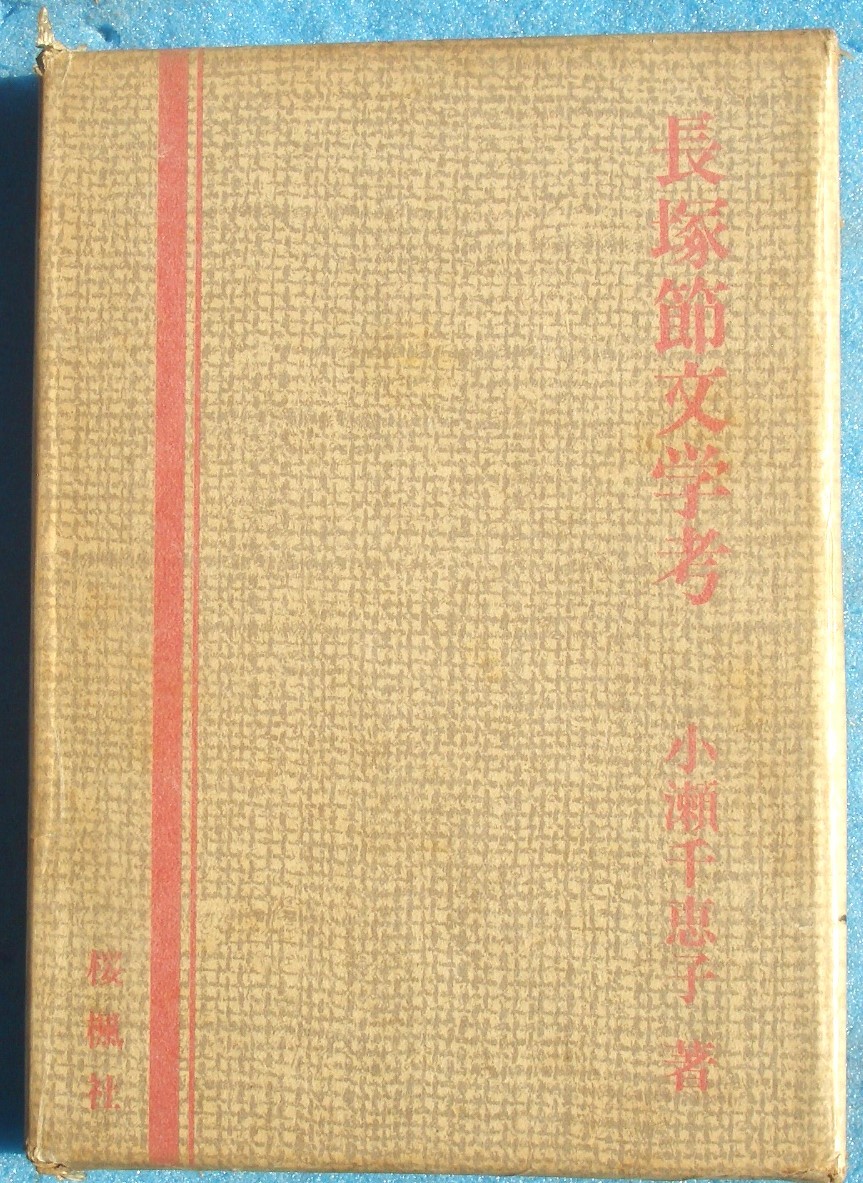 長塚節文学考
小瀬千恵子 著
桜楓社